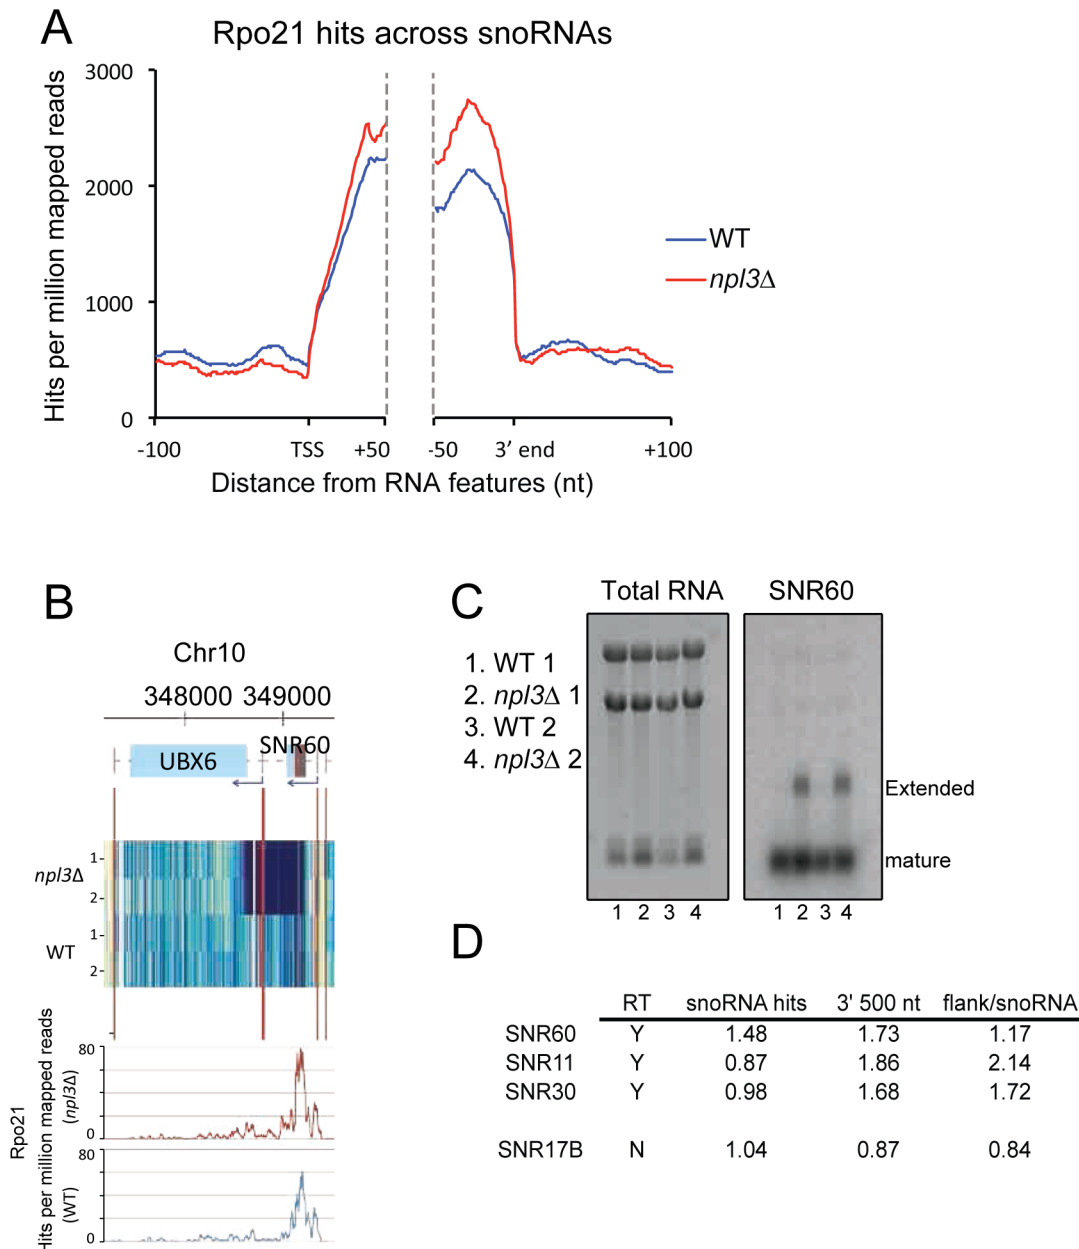 A
Rpo21 hits across snoRNAs
Hits per million mapped reads
3000
2000
1000
0
-100
TSS
+50
-50
3' end
+100
Distance from RNA features (nt)
WT
npl3Δ
B
Chr10
348000 349000
SNR60
UBX6
npl3Δ
1-
2-
WT
1-
2-
Rpo21
Hits per million mapped reads
(npl3Δ)
80
0
(WT)
80
0
C
Total RNA
SNR60
1. WT 1
2. npl3Δ 1
3. WT 2
4. npl3Δ 2
Extended
mature
1 2 3 4
1 2 3 4
D
RT snoRNA hits 3' 500 nt flank/snoRNA
SNR60 Y 1.48 1.73 1.17
SNR11 Y 0.87 1.86 2.14
SNR30 Y 0.98 1.68 1.72
SNR17B N 1.04 0.87 0.84